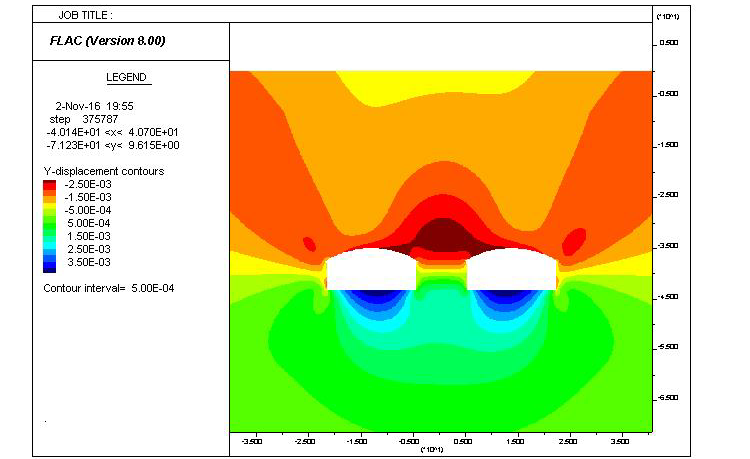 JOB TITLE :
FLAC (Version 8.00)
LEGEND
2-Nov-16 19:55
step 375787
-4.014E+01 <x< 4.070E+01
-7.123E+01 <y< 9.615E+00
Y-displacement contours
-2.50E-03
-1.50E-03
-5.00E-04
5.00E-04
1.50E-03
2.50E-03
3.50E-03
Contour interval= 5.00E-04
(*10^1)
0.500
-0.500
-1.500
-2.500
-3.500
-4.500
-5.500
-6.500
-3.500
-2.500
-1.500
-0.500
0.500
1.500
2.500
3.500
(*10^1)